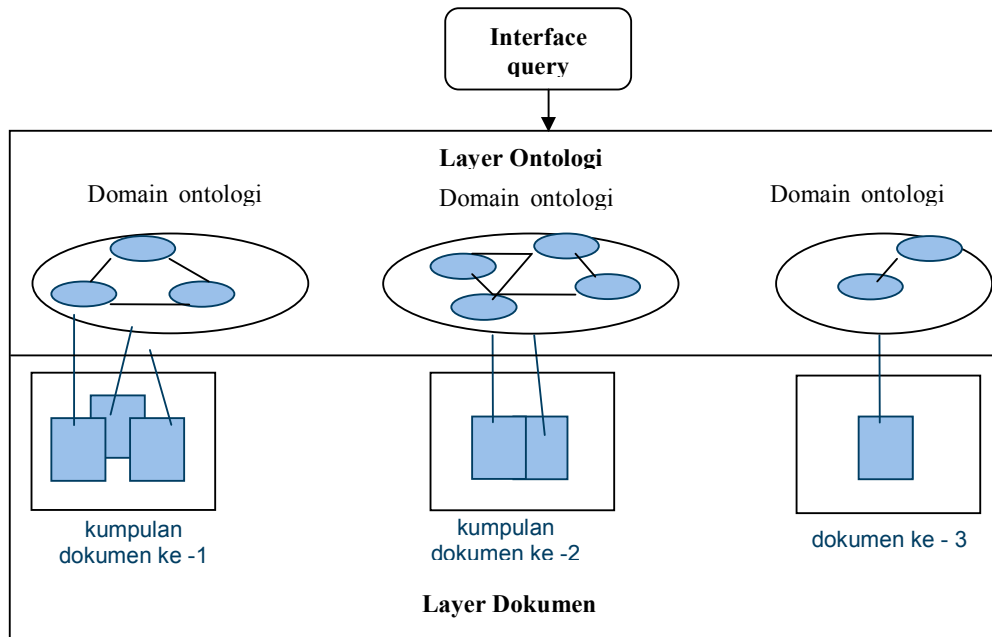 Interface
query
Layer Ontologi
Domain ontologi
Domain ontologi
Domain ontologi
kumpulan
dokumen ke -1
kumpulan
dokumen ke -2
dokumen ke - 3
Layer Dokumen